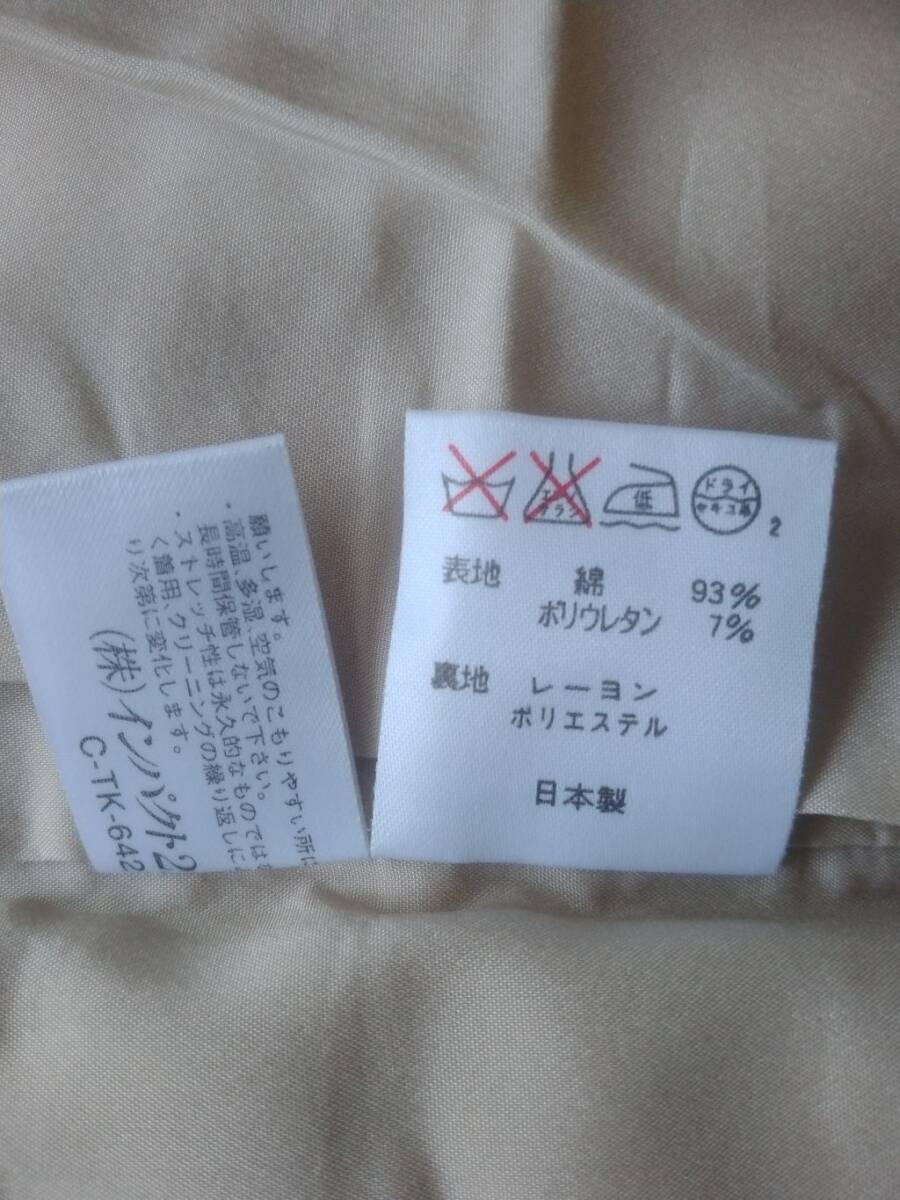 願いします。
・高温、多湿、空気のこもりやすい所に
長時間保管しないで下さい。
・ストレッチ性は永久的なものでは
く着用、クリーニングの繰り返しに
り次第に変化します。
(株)インパクト2
C-TK-642
エンソ
サラシ
低
ドライ
セキユ系
2
表地 綿 93%
ポリウレタン 7%
裏地 レーヨン
ポリエステル
日本製